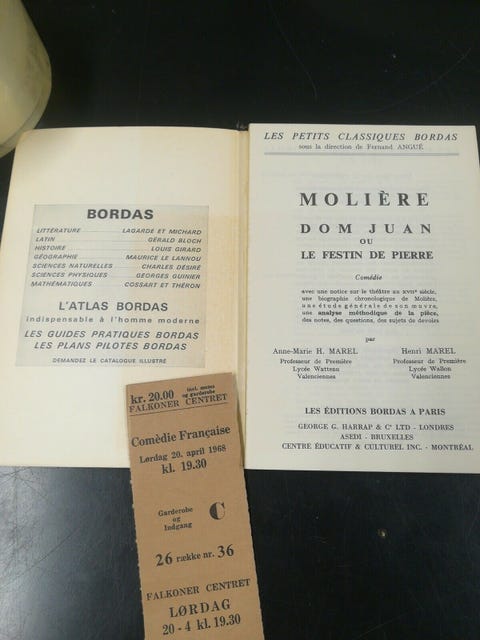 BORDAS
LITTÉRATURE LAGARDE ET MICHARD
LATIN GÉRALD BLOCH
HISTOIRE LOUIS GIRARD
GÉOGRAPHIE MAURICE LE LANNOU
SCIENCES NATURELLES CHARLES DÉSIRÉ
SCIENCES PHYSIQUES GEORGES GUINIER
MATHÉMATIQUES COSSART ET THÉRON
L'ATLAS BORDAS
indispensable à l'homme moderne
LES GUIDES PRATIQUES BORDAS
LES PLANS PILOTES BORDAS
DEMANDEZ LE CATALOGUE ILLUSTRÉ
LES PETITS CLASSIQUES BORDAS
sous la direction de Fernand ANGUÉ
MOLIÈRE
DOM JUAN
OU
LE FESTIN DE PIERRE
Comédie
avec une notice sur le théâtre au XVIIe siècle,
une biographie chronologique de Molière,
une étude générale de son œuvre,
une analyse méthodique de la pièce,
des notes, des questions, des sujets de devoirs
par
Anne-Marie H. MAREL Henri MAREL
Professeur de Première Professeur de Première
Lycée Watteau Lycée Wallon
Valenciennes Valenciennes
LES ÉDITIONS BORDAS A PARIS
GEORGE G. HARRAP & Co LTD - LONDRES
ASEDI - BRUXELLES
CENTRE ÉDUCATIF & CULTUREL INC. - MONTRÉAL
kr. 20.00 incl. moms
og garderobe
FALKONER CENTRET
Comèdie Française
Lørdag 20. april 1968
kl. 19.30
Garderobe
og
Indgang
C
26 række nr. 36
FALKONER CENTRET
LØRDAG
20 - 4 kl. 19.30